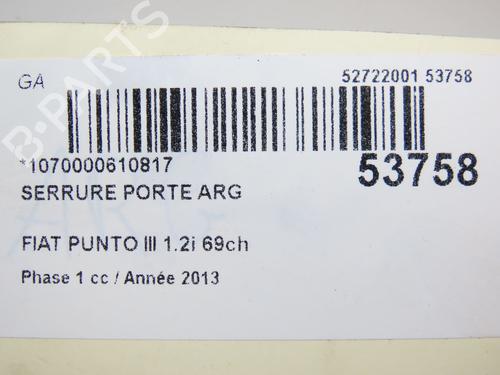 GA
52722001 53758
*1070000610817
53758
SERRURE PORTE ARG
FIAT PUNTO III 1.2i 69ch
Phase 1 cc / Année 2013
B-PARTS